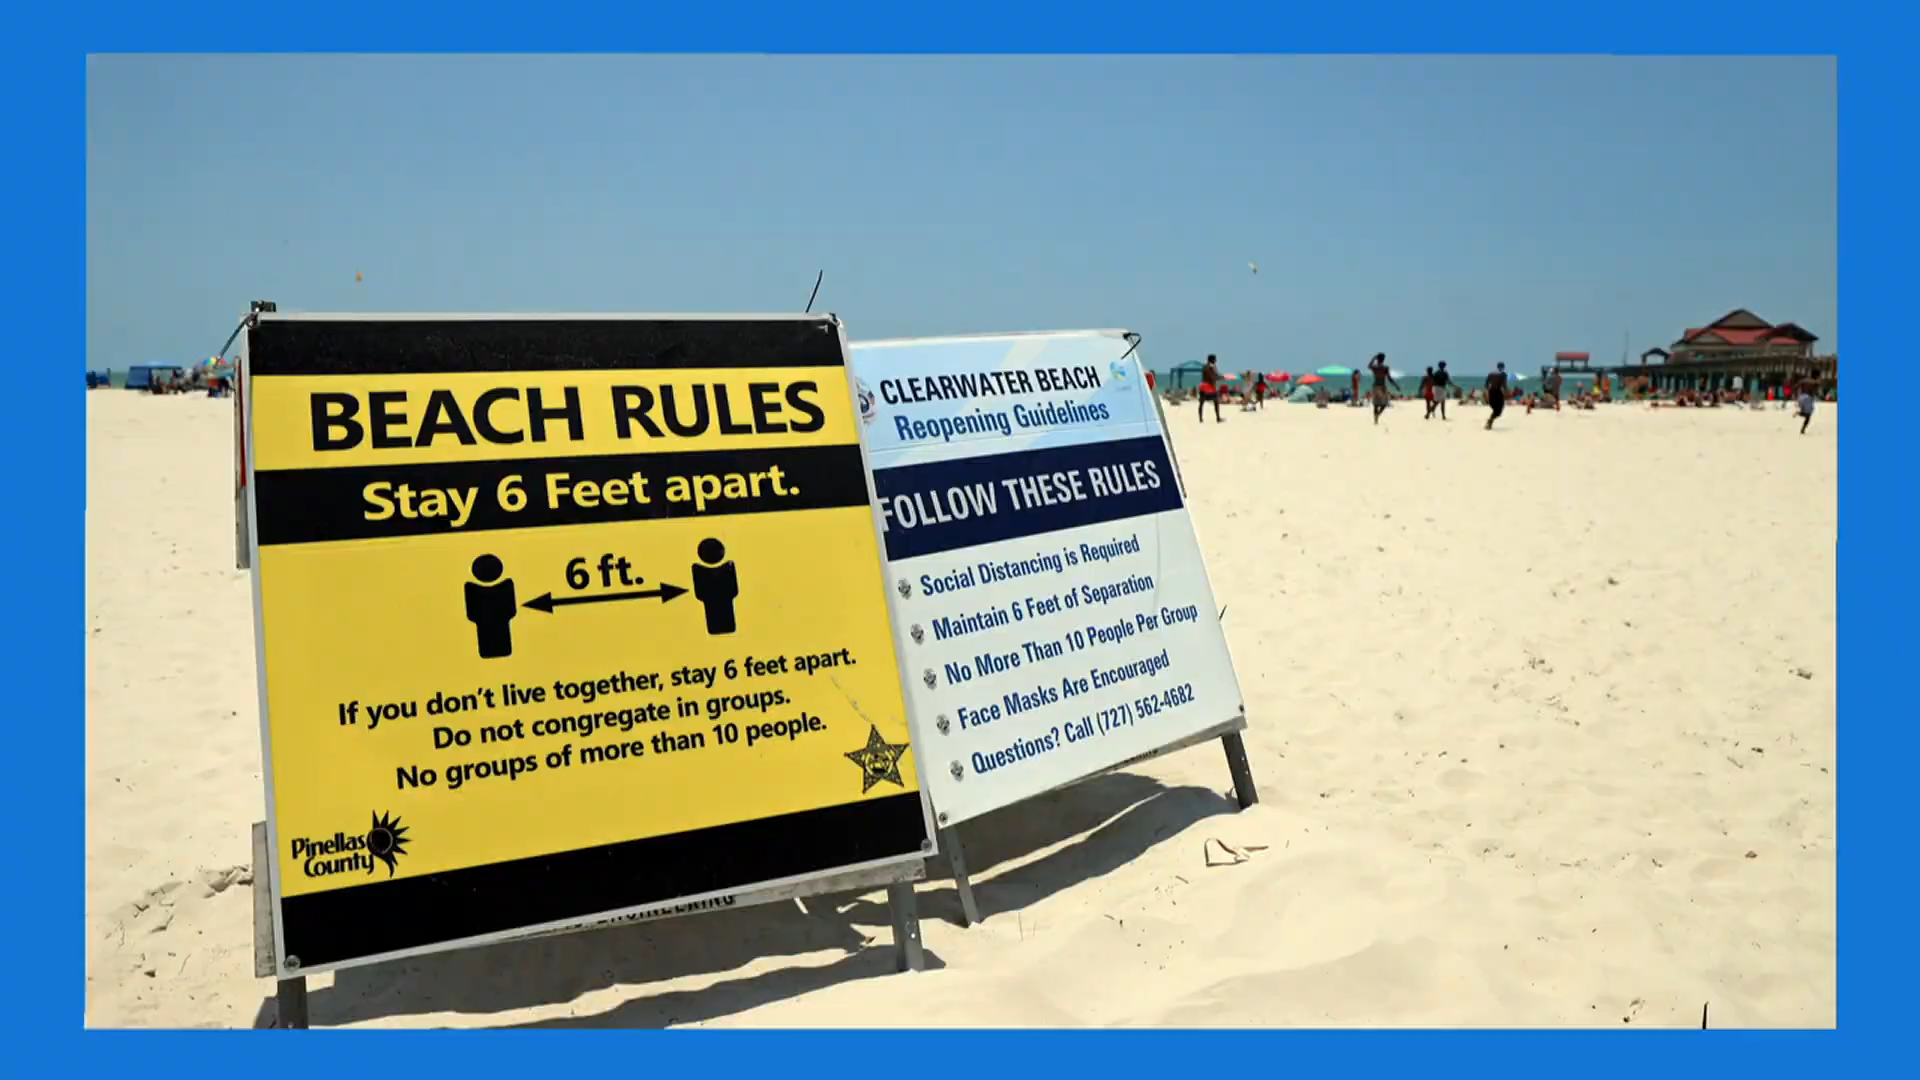 BEACH RULES
Stay 6 Feet apart.
6 ft.
If you don't live together, stay 6 feet apart.
Do not congregate in groups.
No groups of more than 10 people.
Pinellas
County
CLEARWATER BEACH
Reopening Guidelines
FOLLOW THESE RULES
Social Distancing is Required
Maintain 6 Feet of Separation
No More Than 10 People Per Group
Face Masks Are Encouraged
Questions? Call (727) 562-4682